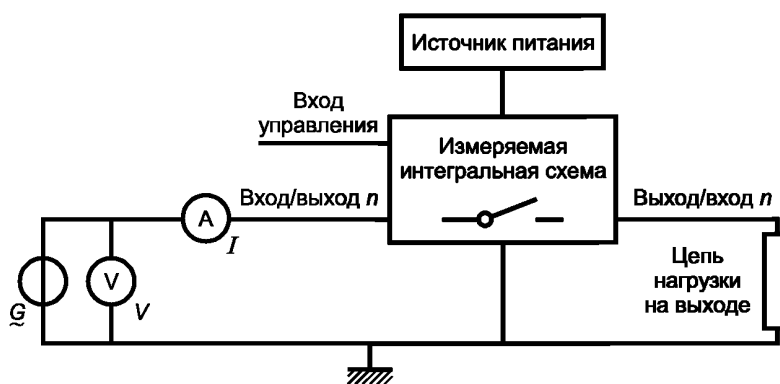 Источник питания
Вход
управления
Измеряемая
интегральная схема
Вход/выход n
Выход/вход n
A
I
V
V
G
~
Цепь
нагрузки
на выходе